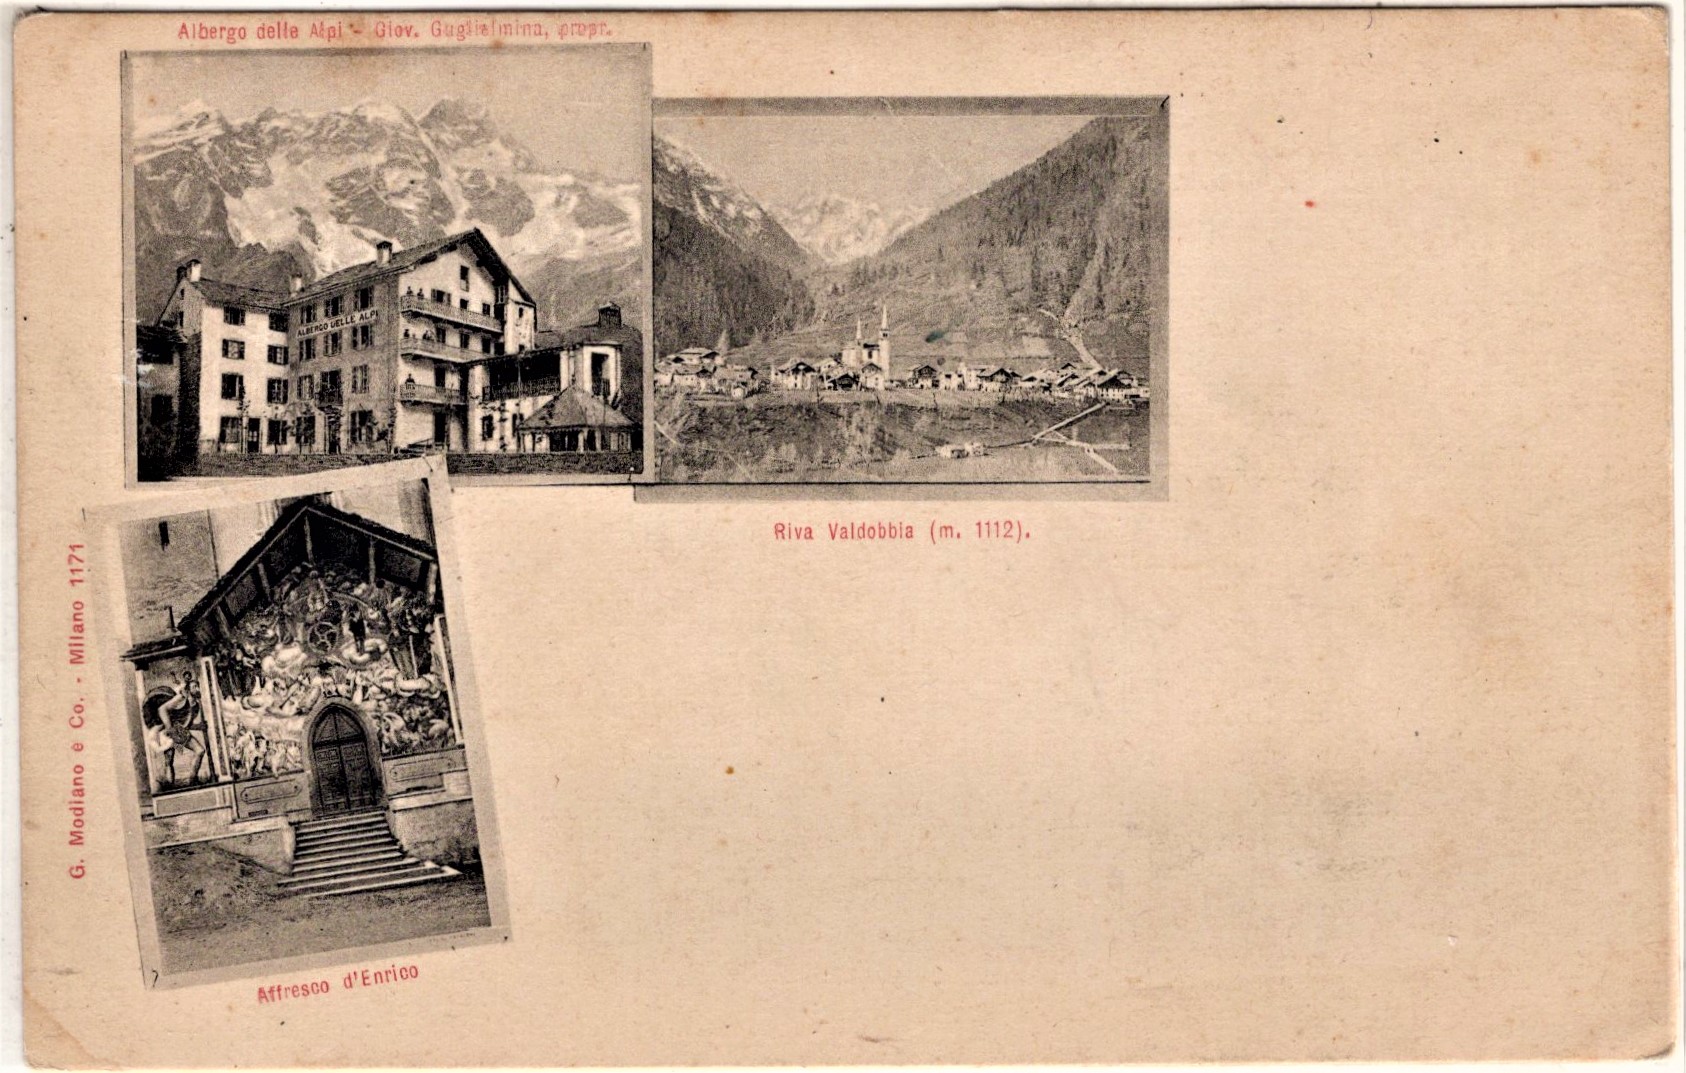 Albergo delle Alpi - Giov. Guglielmina, propr.
ALBERGO DELLE ALPI
Riva Valdobbia (m. 1112).
G. Modiano e Co. - Milano 1171
Affresco d'Enrico